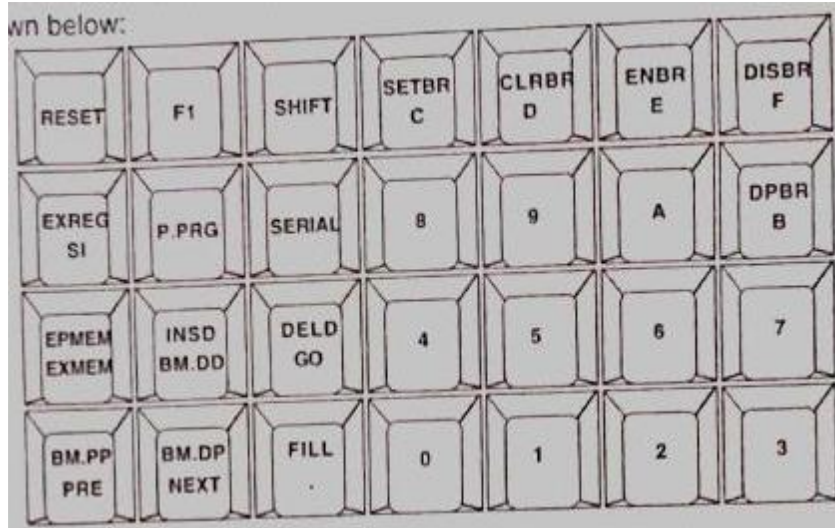 wn below:
RESET F1 SHIFT SETBR CLRBR ENBR DISBR
C D E F
EXREG P.PRG SERIAL 8 9 A DPBR
SI B
EPMEM INSD DELD 4 5 6 7
EXMEM BM.DD GO
BM.PP BM.DP FILL 0 1 2 3
PRE NEXT .